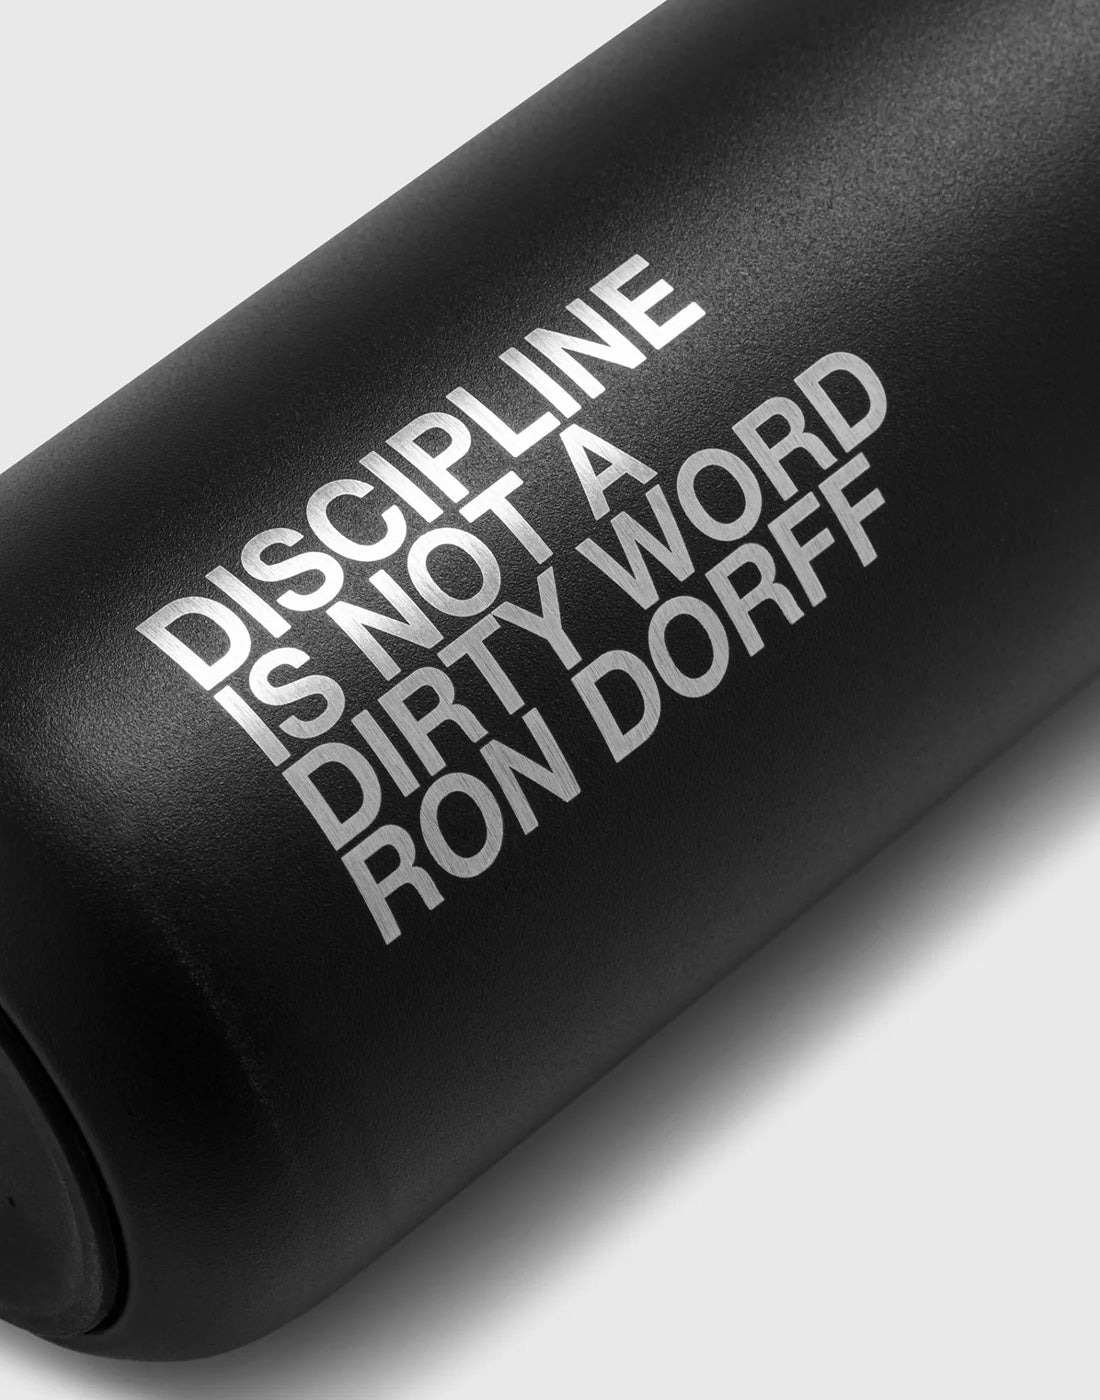 DISCIPLINE
IS NOT A
DIRTY WORD
RON DORFF